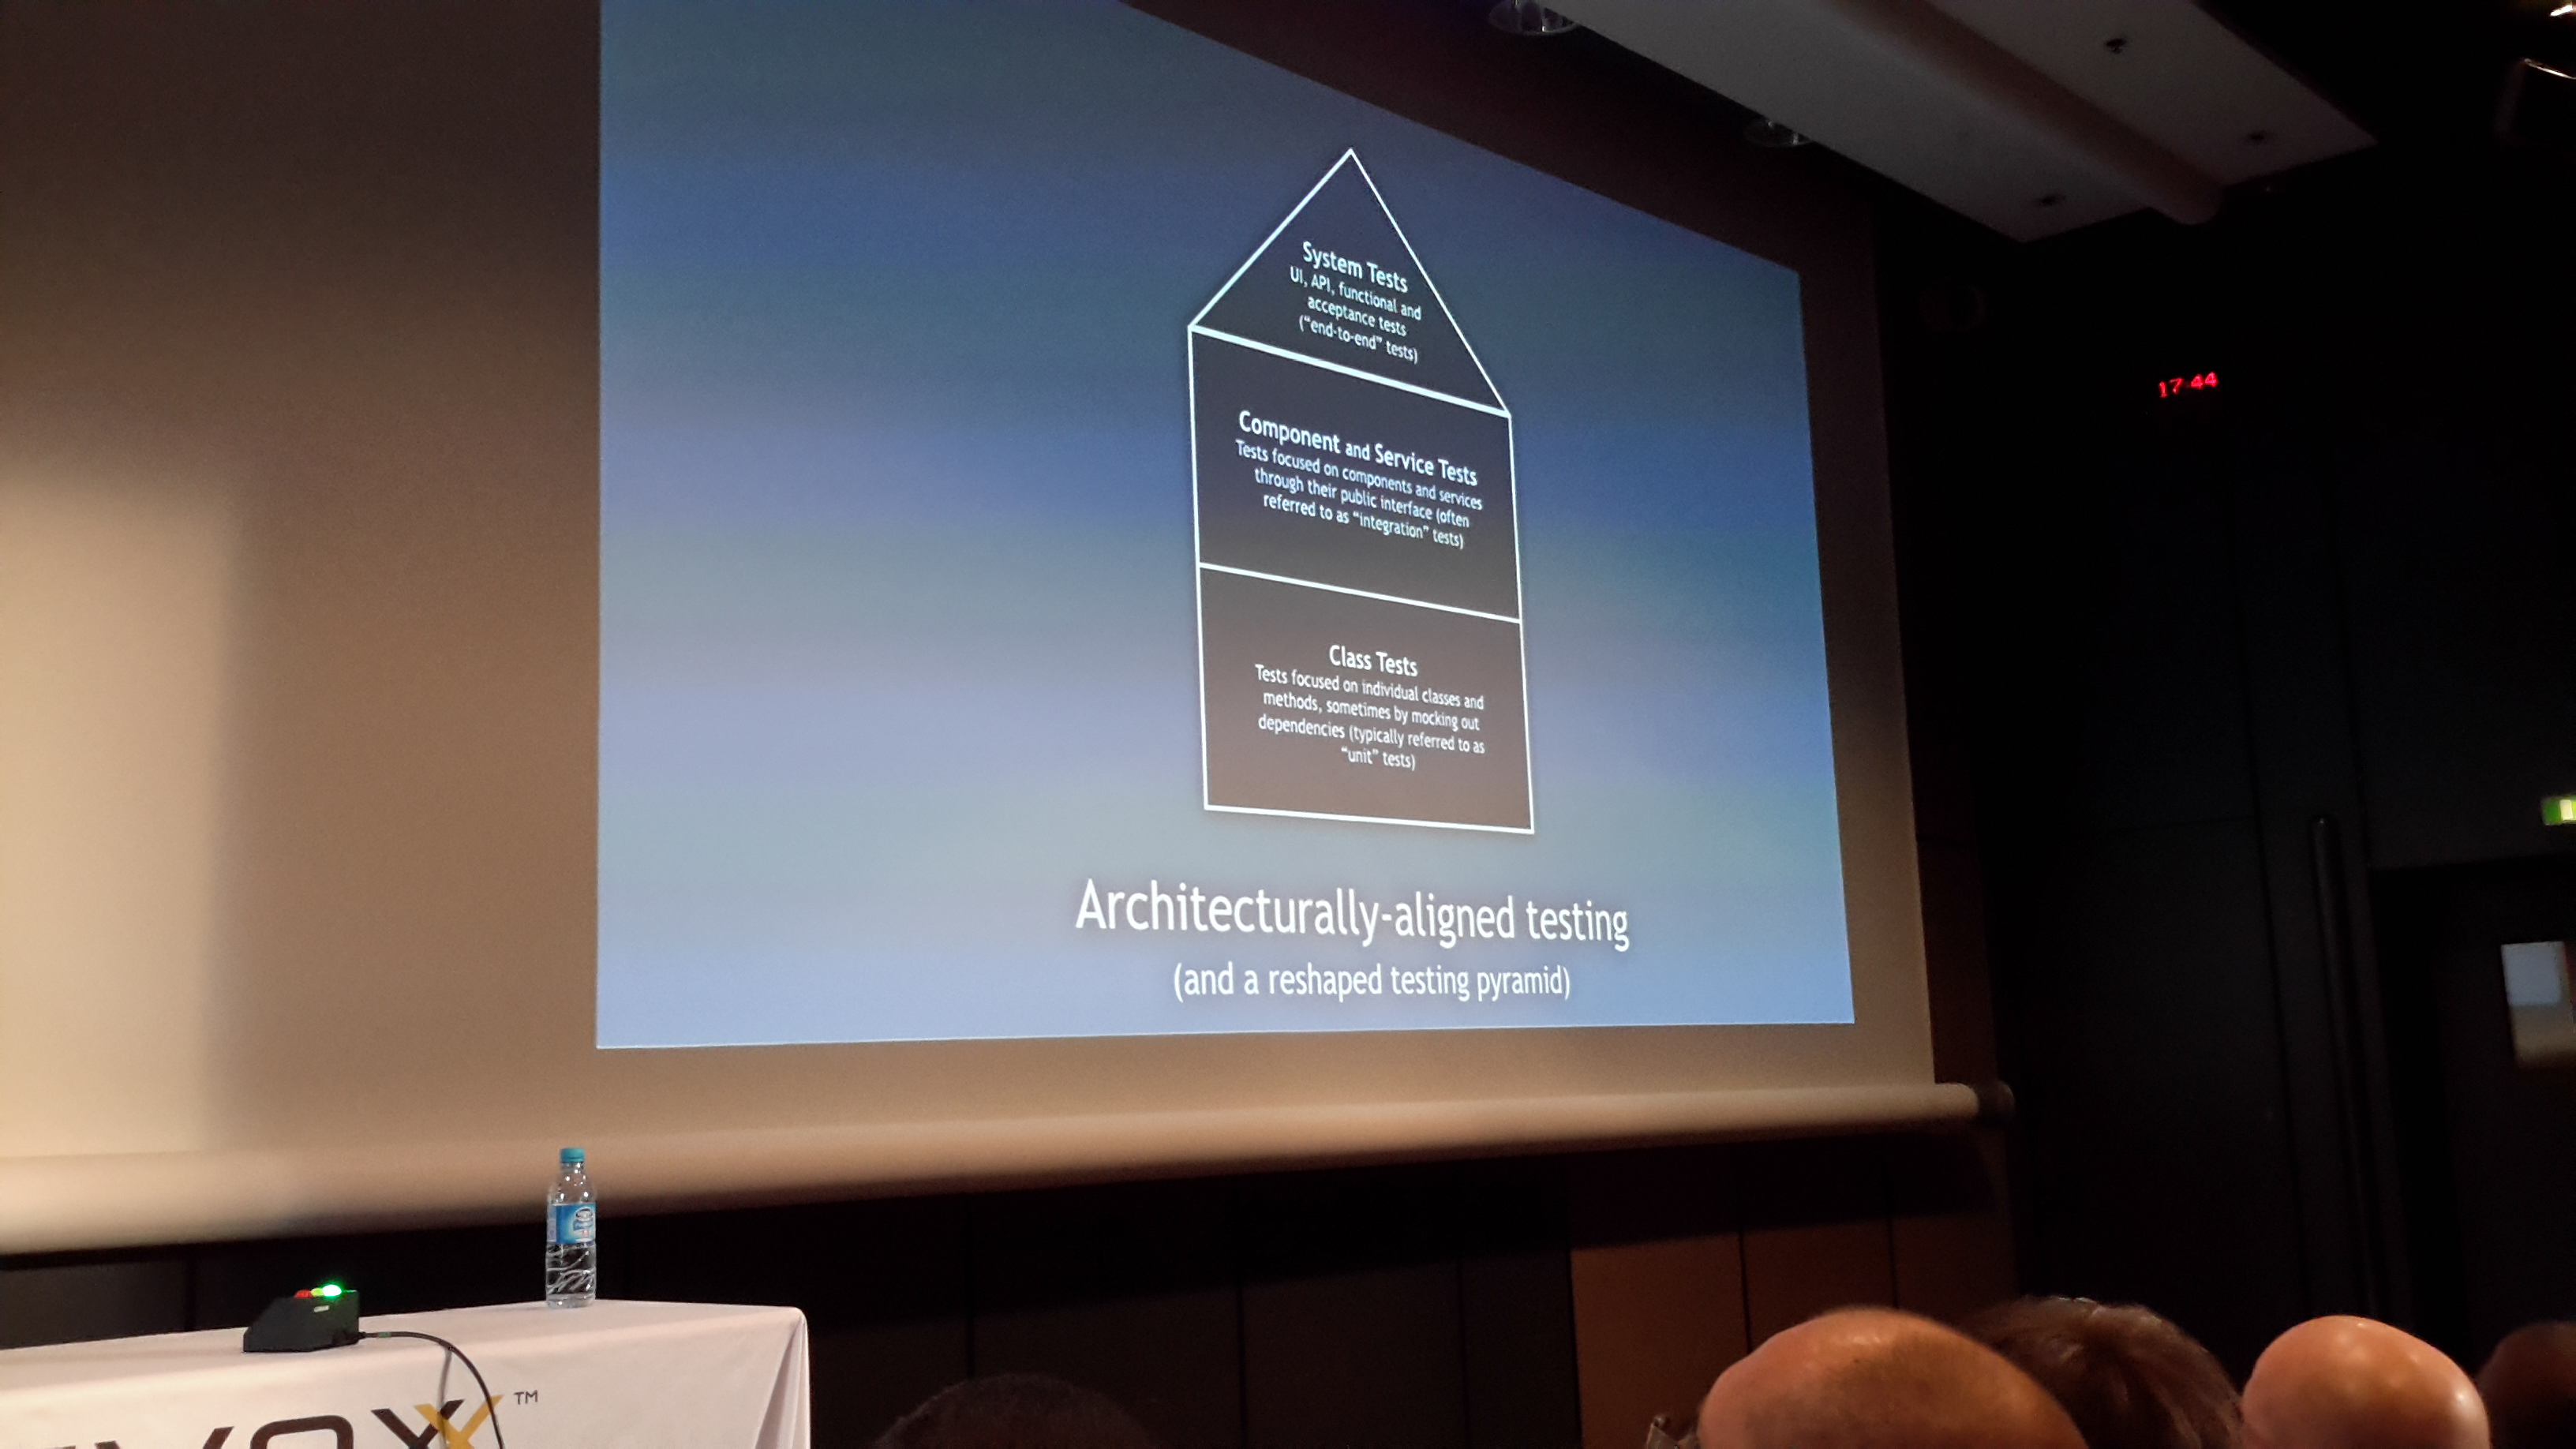 System Tests
UI, API, functional and
acceptance tests
(“end-to-end” tests)
Component and Service Tests
Tests focused on components and services
through their public interface (often
referred to as “integration” tests)
Class Tests
Tests focused on individual classes and
methods, sometimes by mocking out
dependencies (typically referred to as
“unit” tests)
Architecturally-aligned testing
(and a reshaped testing pyramid)
17:44
VOXX™